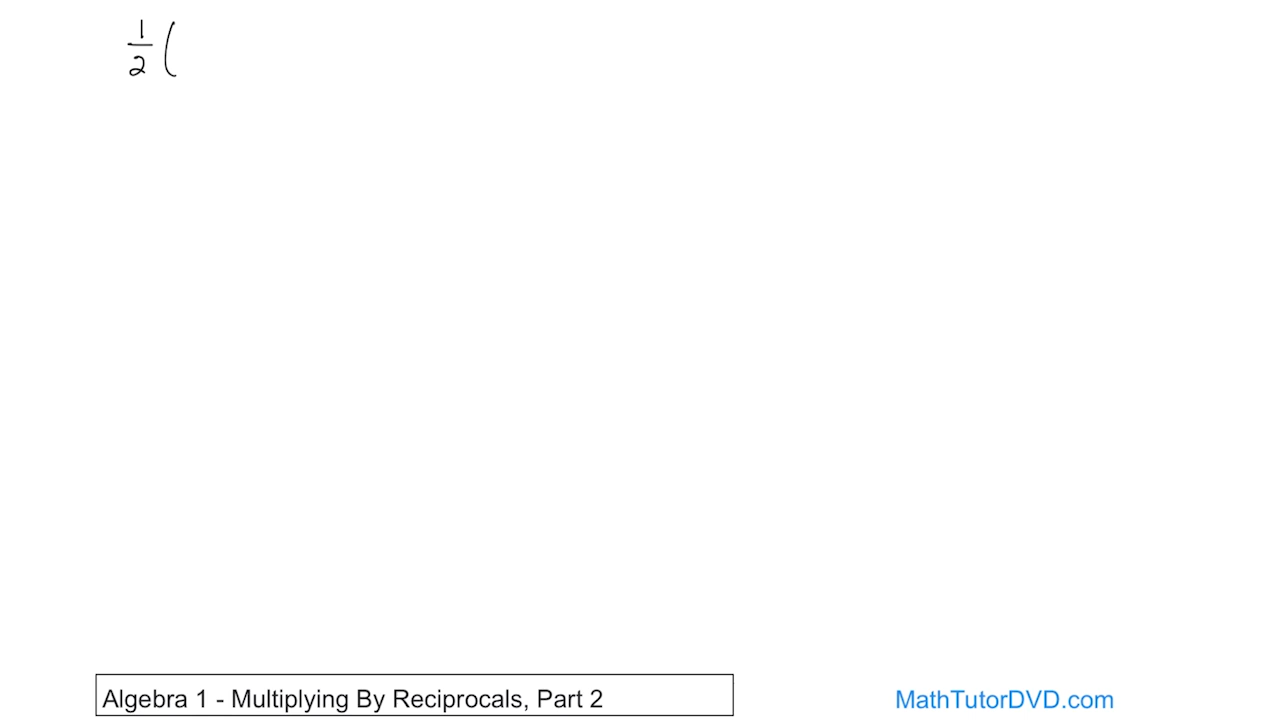 1/2 (
Algebra 1 - Multiplying By Reciprocals, Part 2
MathTutorDVD.com